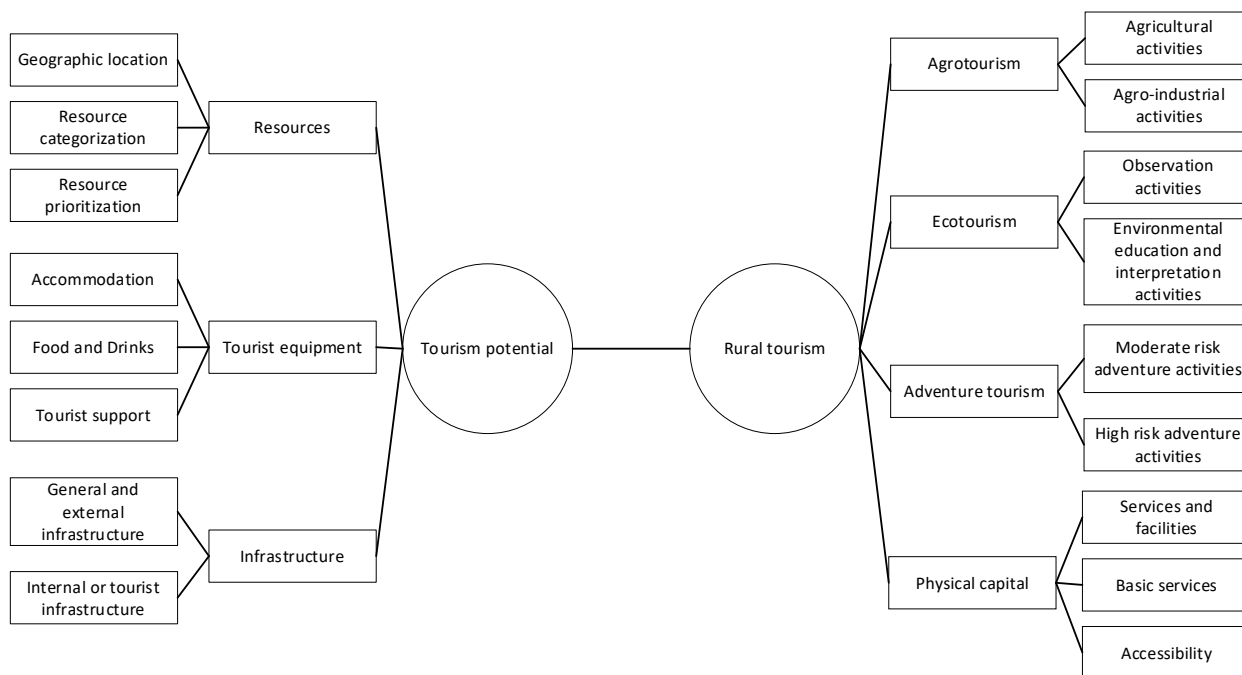 Geographic location
Resource
categorization
Resource
prioritization
Resources
Accommodation
Food and Drinks
Tourist support
Tourist equipment
General and
external
infrastructure
Internal or tourist
infrastructure
Infrastructure
Tourism potential
Rural tourism
Agrotourism
Agricultural
activities
Agro-industrial
activities
Ecotourism
Observation
activities
Environmental
education and
interpretation
activities
Adventure tourism
Moderate risk
adventure activities
High risk adventure
activities
Physical capital
Services and
facilities
Basic services
Accessibility